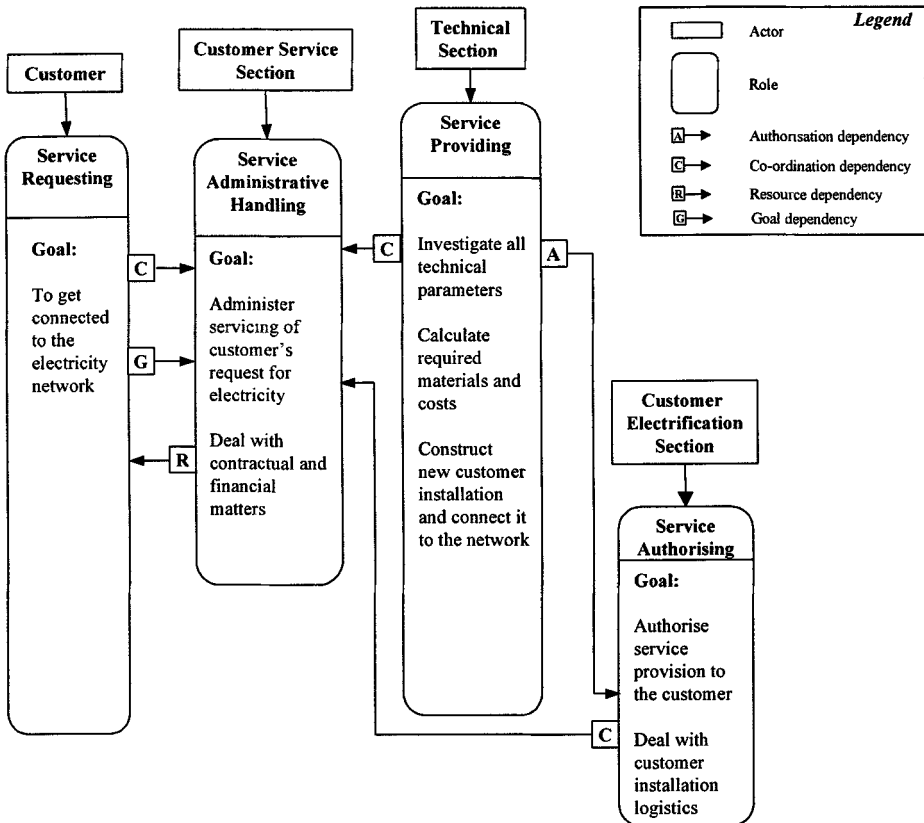 Customer
Service
Requesting
Goal:
To get
connected
to the
electricity
network
C
G
Customer Service
Section
Service
Administrative
Handling
Goal:
Administer
servicing of
customer's
request for
electricity
Deal with
contractual and
financial
matters
R
Technical
Section
Service
Providing
Goal:
Investigate all
technical
parameters
Calculate
required
materials and
costs
Construct
new customer
installation
and connect it
to the network
C
A
Customer
Electrification
Section
Service
Authorising
Goal:
Authorise
service
provision to
the customer
Deal with
customer
installation
logistics
C
Legend
Actor
Role
A Authorisation dependency
C Co-ordination dependency
R Resource dependency
G Goal dependency